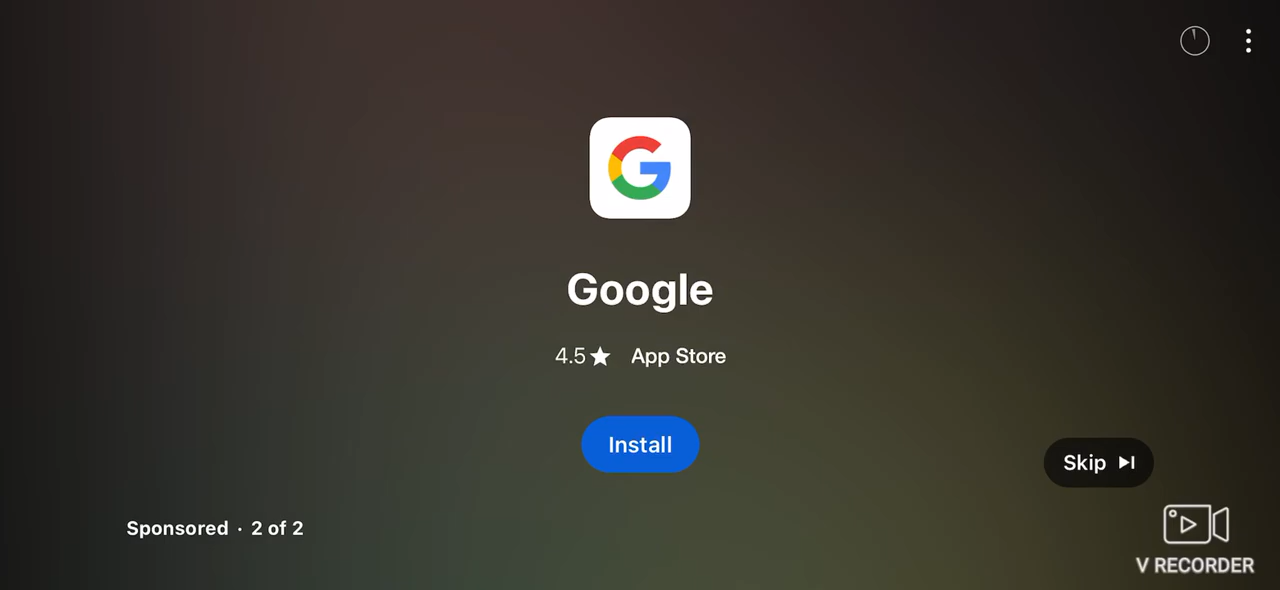 Google
4.5★ App Store
Install
Skip
Sponsored · 2 of 2
V RECORDER